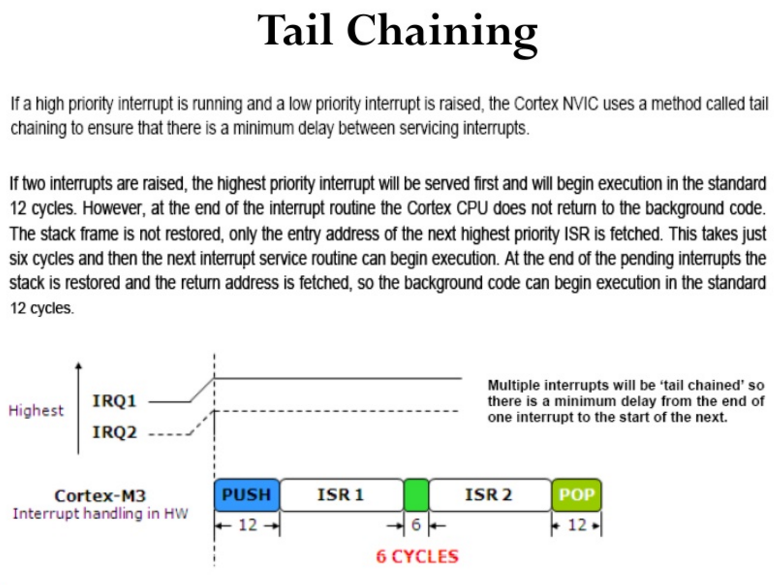 Tail Chaining
If a high priority interrupt is running and a low priority interrupt is raised, the Cortex NVIC uses a method called tail
chaining to ensure that there is a minimum delay between servicing interrupts.
If two interrupts are raised, the highest priority interrupt will be served first and will begin execution in the standard
12 cycles. However, at the end of the interrupt routine the Cortex CPU does not return to the background code.
The stack frame is not restored, only the entry address of the next highest priority ISR is fetched. This takes just
six cycles and then the next interrupt service routine can begin execution. At the end of the pending interrupts the
stack is restored and the return address is fetched, so the background code can begin execution in the standard
12 cycles.
Highest
IRQ1
IRQ2
Multiple interrupts will be ‘tail chained’ so
there is a minimum delay from the end of
one interrupt to the start of the next.
Cortex-M3
Interrupt handling in HW
PUSH
ISR 1
ISR 2
POP
12
6
12
6 CYCLES